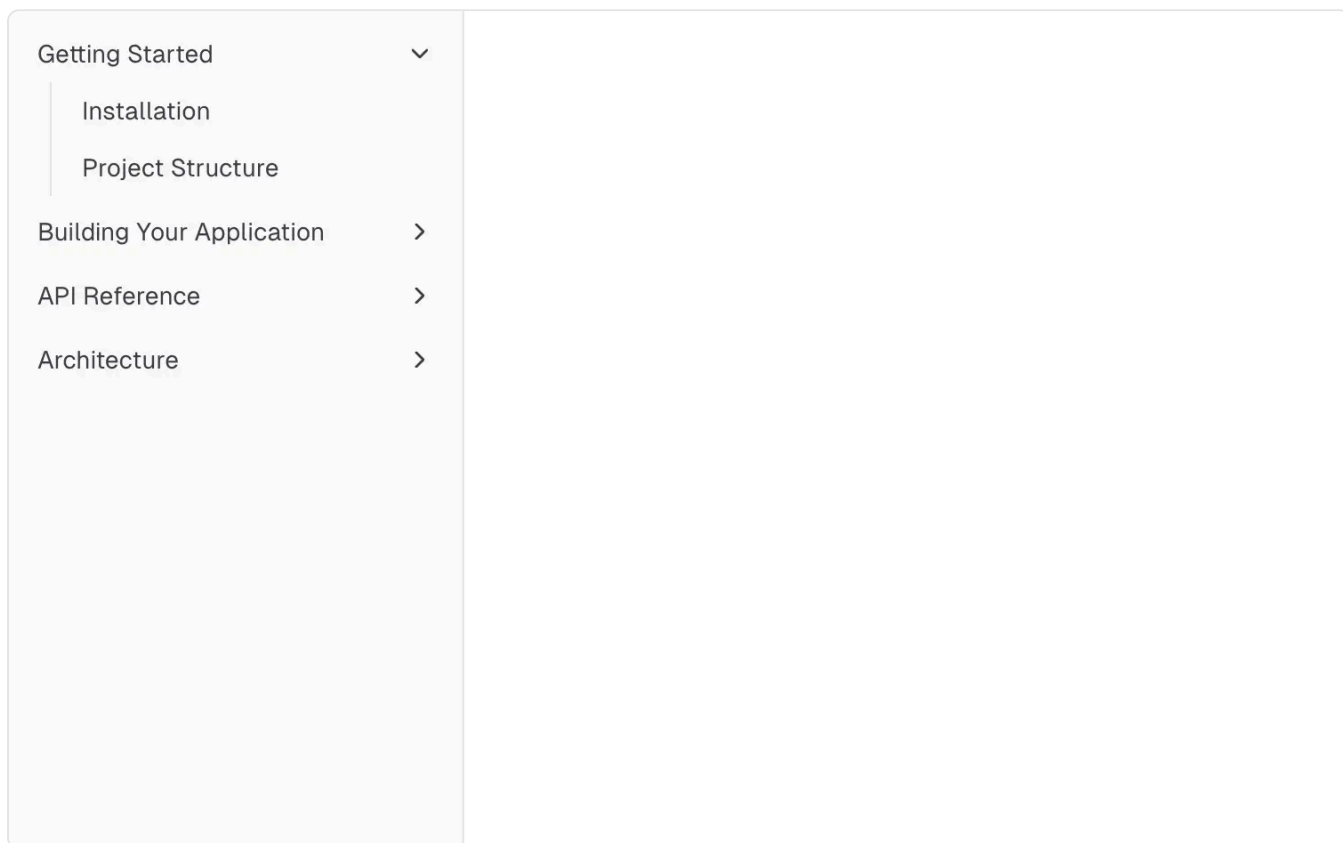 Getting Started
Installation
Project Structure
Building Your Application
API Reference
Architecture